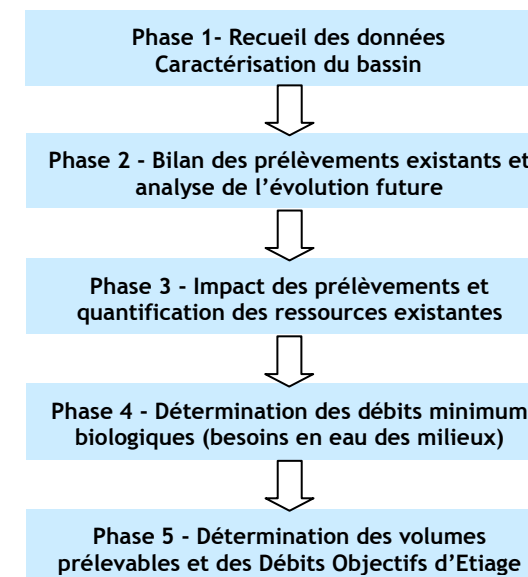 Phase 1- Recueil des données
Caractérisation du bassin
Phase 2 - Bilan des prélèvements existants et
analyse de l'évolution future
Phase 3 - Impact des prélèvements et
quantification des ressources existantes
Phase 4 - Détermination des débits minimum
biologiques (besoins en eau des milieux)
Phase 5 - Détermination des volumes
prélevables et des Débits Objectifs d'Etiage